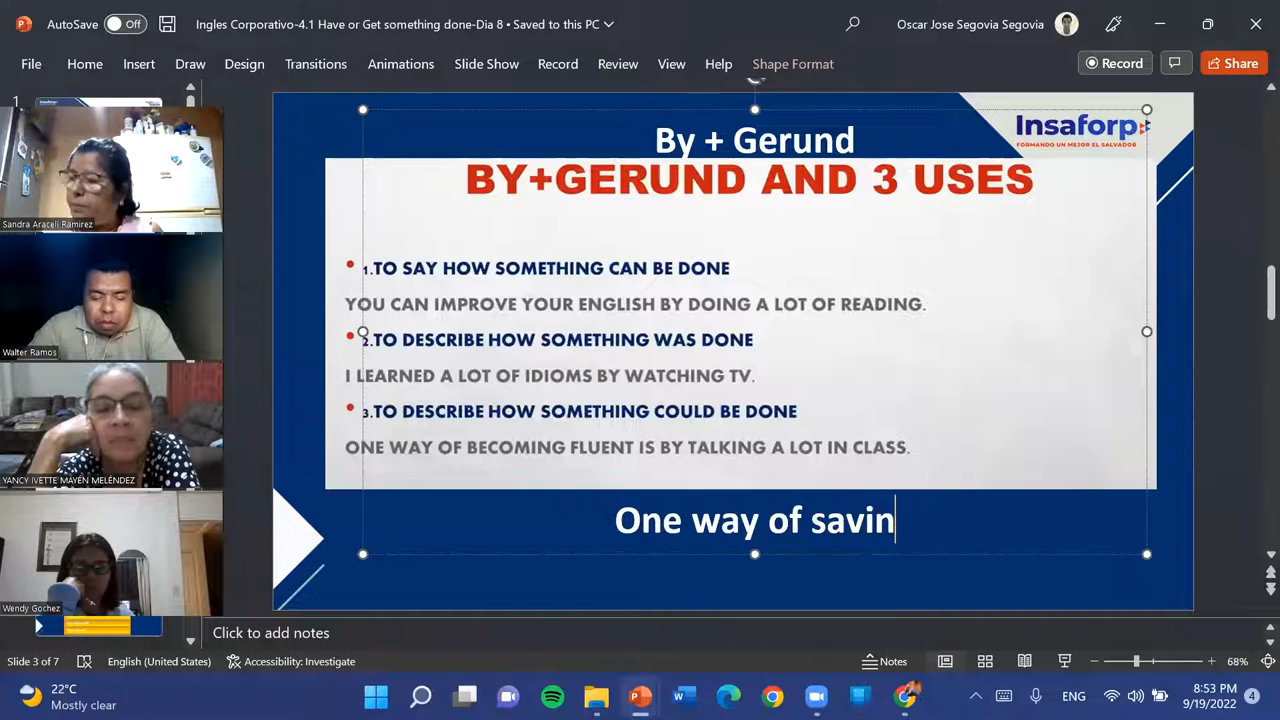 AutoSave Off Ingles Corporativo-4.1 Have or Get something done-Dia 8 • Saved to this PC Oscar Jose Segovia Segovia
File Home Insert Draw Design Transitions Animations Slide Show Record Review View Help Shape Format Record Share
1
Sandra Araceli Ramirez
Walter Ramos
YANCY IVETTE MAYEN MELÉNDEZ
Wendy Gochez
Insaforp
FORMANDO UN MEJOR EL SALVADOR
By + Gerund
BY+GERUND AND 3 USES
• 1.TO SAY HOW SOMETHING CAN BE DONE
YOU CAN IMPROVE YOUR ENGLISH BY DOING A LOT OF READING.
• 2.TO DESCRIBE HOW SOMETHING WAS DONE
I LEARNED A LOT OF IDIOMS BY WATCHING TV.
• 3.TO DESCRIBE HOW SOMETHING COULD BE DONE
ONE WAY OF BECOMING FLUENT IS BY TALKING A LOT IN CLASS.
One way of savin
Click to add notes
Slide 3 of 7 English (United States) Accessibility: Investigate Notes 68%
22°C
Mostly clear
ENG
8:53 PM
9/19/2022
4